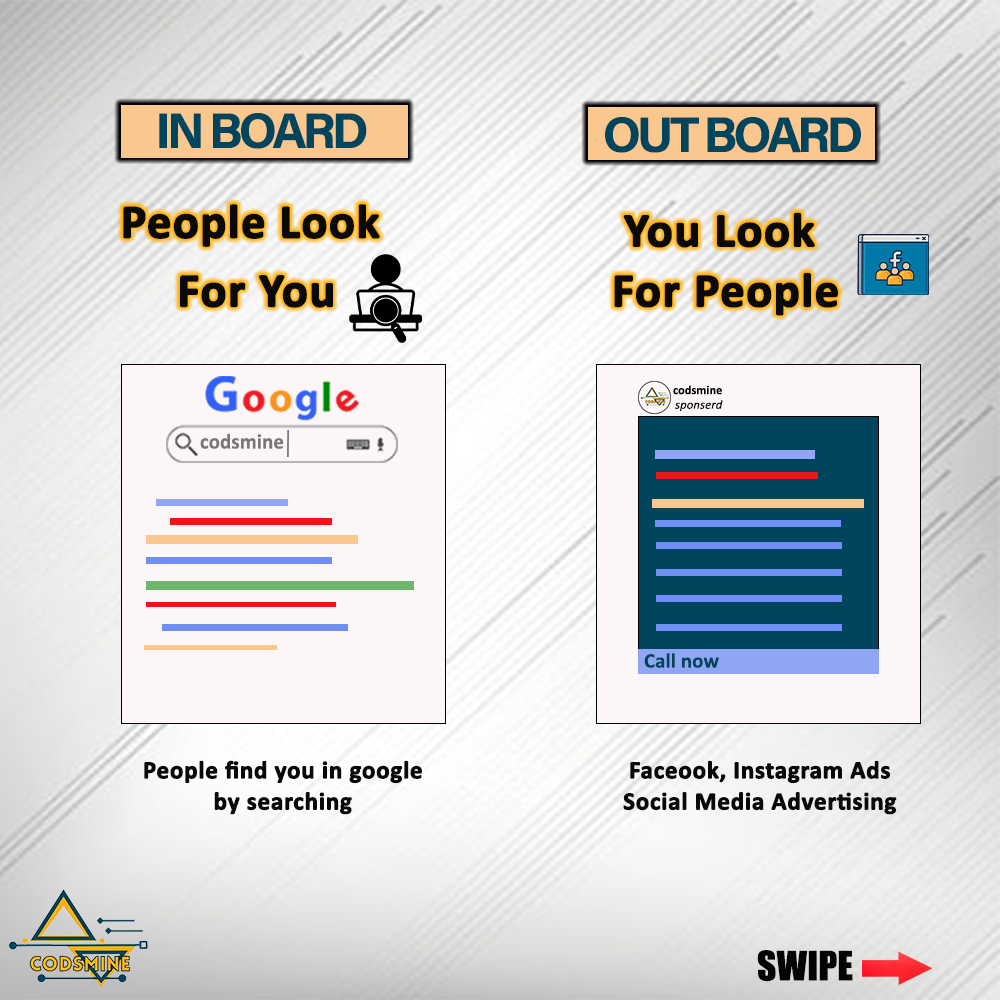 IN BOARD
People Look
For You
Google
codsmine
People find you in google
by searching
OUT BOARD
You Look
For People
f
codsmine
sponserd
Call now
Faceook, Instagram Ads
Social Media Advertising
CODSMINE
SWIPE